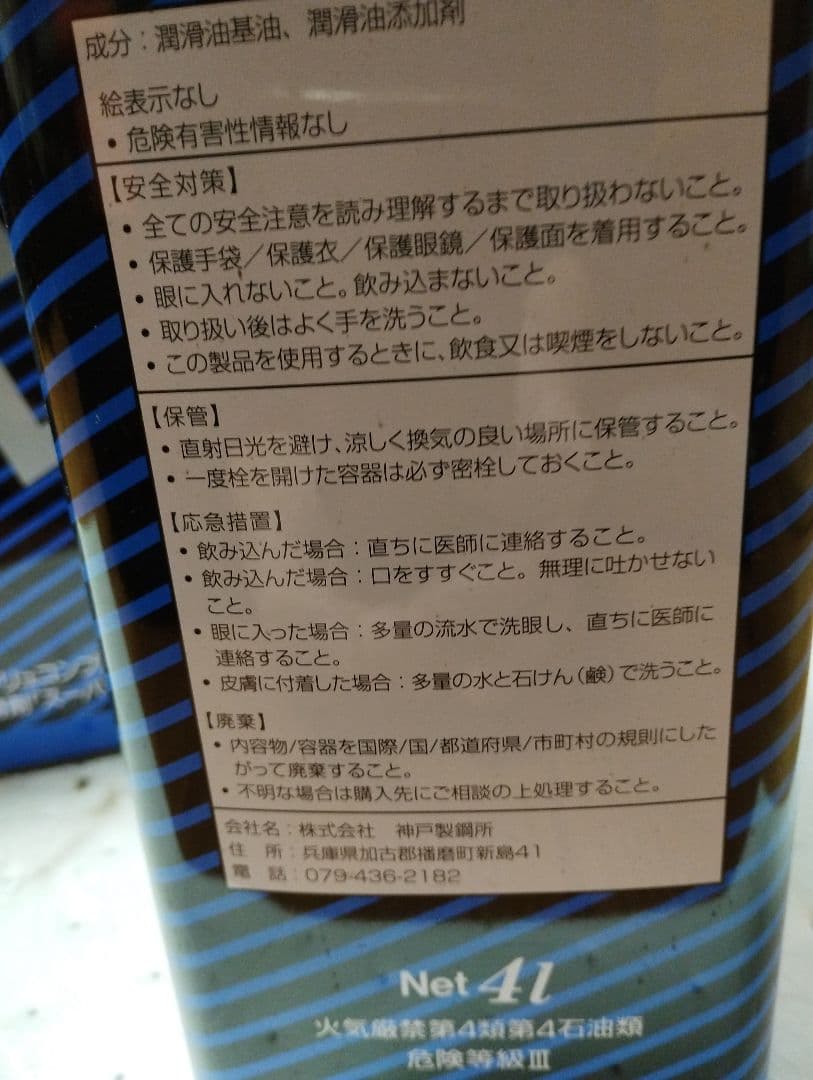 成分：潤滑油基油、潤滑油添加剤
絵表示なし
・危険有害性情報なし
【安全対策】
・全ての安全注意を読み理解するまで取り扱わないこと。
・保護手袋／保護衣／保護眼鏡／保護面を着用すること。
・眼に入れないこと。飲み込まないこと。
・取り扱い後はよく手を洗うこと。
・この製品を使用するときに、飲食又は喫煙をしないこと。
【保管】
・直射日光を避け、涼しく換気の良い場所に保管すること。
・一度栓を開けた容器は必ず密栓しておくこと。
【応急措置】
・飲み込んだ場合：直ちに医師に連絡すること。
・飲み込んだ場合：口をすすぐこと。無理に吐かせない
こと。
・眼に入った場合：多量の流水で洗眼し、直ちに医師に
連絡すること。
・皮膚に付着した場合：多量の水と石けん（鹸）で洗うこと。
【廃棄】
・内容物/容器を国際/国/都道府県/市町村の規則にした
がって廃棄すること。
・不明な場合は購入先にご相談の上処理すること。
会社名：株式会社 神戸製鋼所
住 所：兵庫県加古郡播磨町新島41
電 話：079-436-2182
Net 4l
火気厳禁第4類第4石油類
危険等級Ⅲ